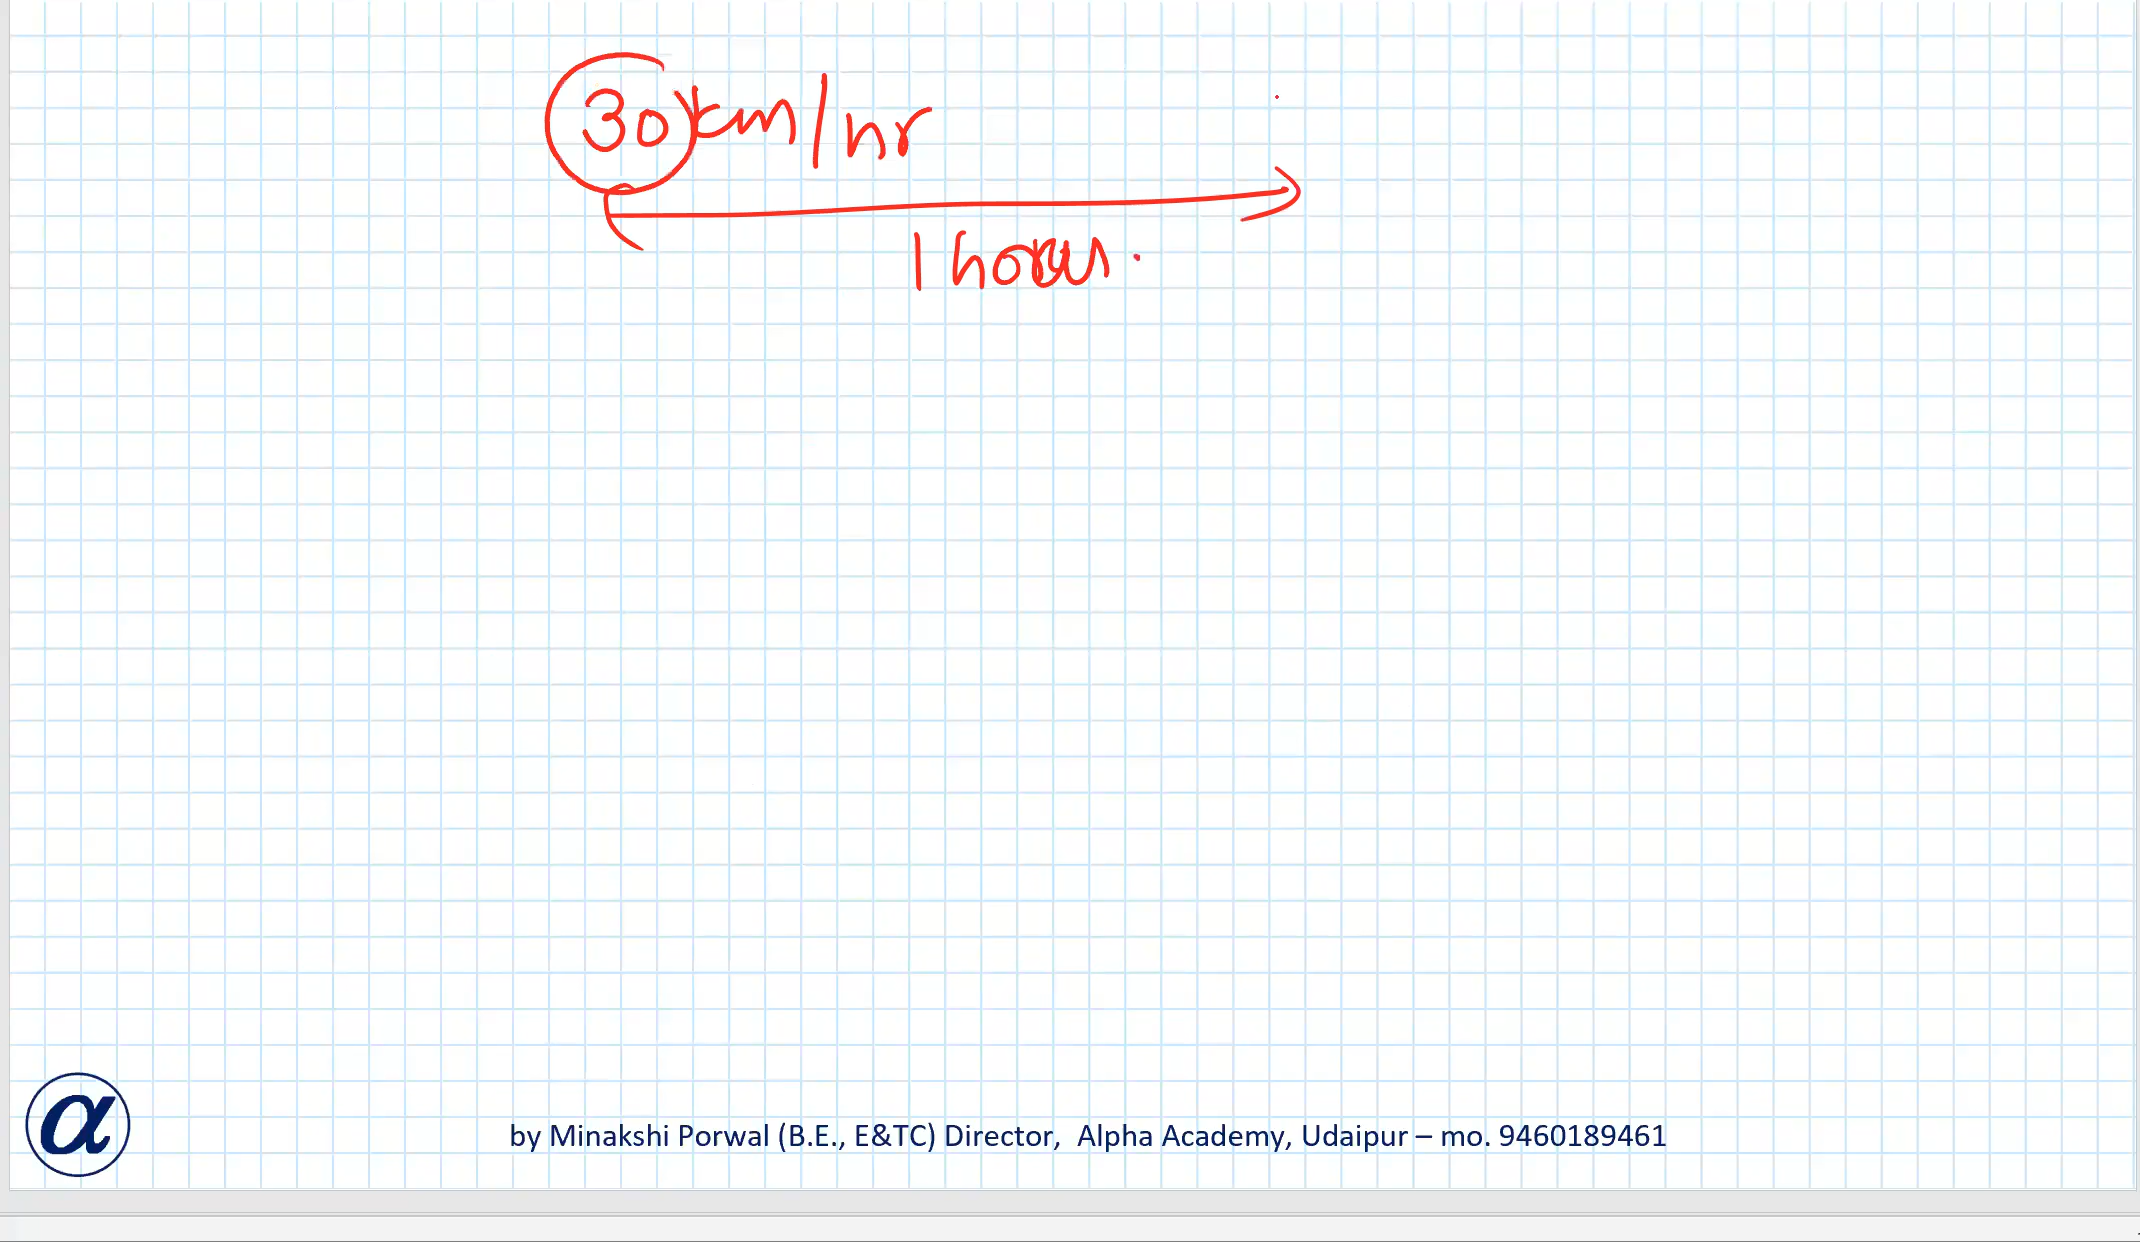 30 km/hr
1 hour.
α
by Minakshi Porwal (B.E., E&TC) Director, Alpha Academy, Udaipur – mo. 9460189461